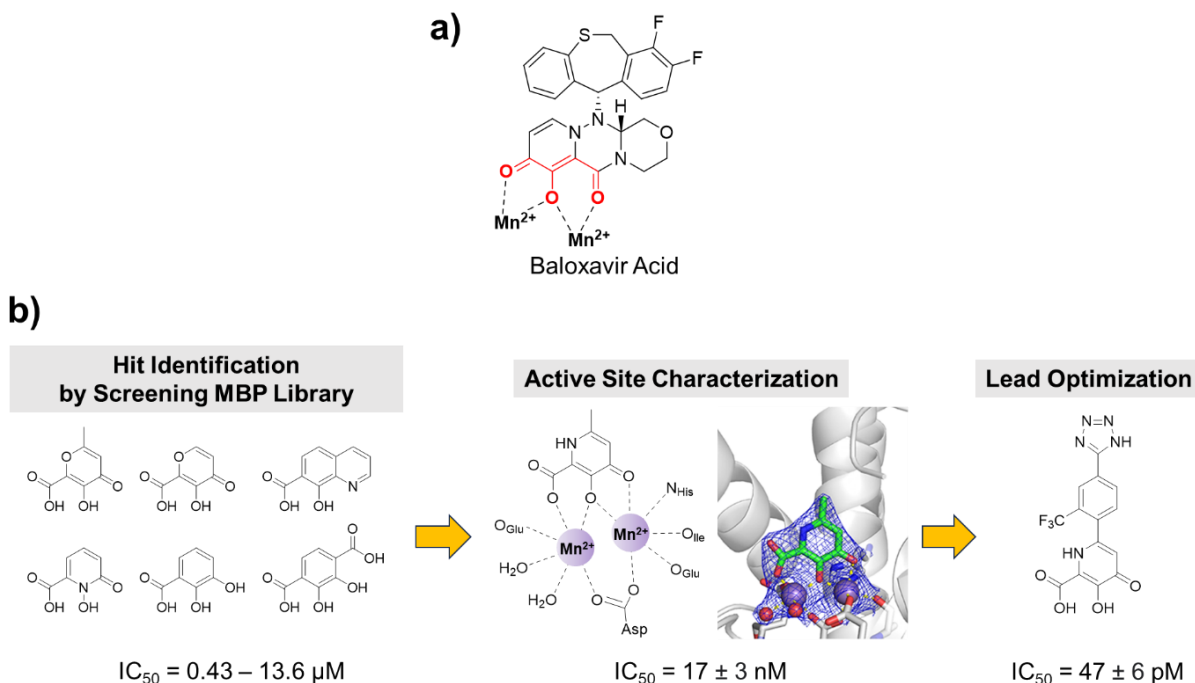 a)
S
F
F
H
N
N
O
N
O
O
O
Mn2+
Mn2+
Baloxavir Acid
b)
Hit Identification
by Screening MBP Library
Active Site Characterization
Lead Optimization
O
O
OH
OH
O
O
O
OH
OH
O
O
OH
OH
N
O
N
O
OH
OH
O
OH
OH
OH
O
OH
O
OH
OH
OH
HN
O
O
O
O
NHis
OGlu
Mn2+
Mn2+
OIle
H2O
OGlu
H2O
O
O
Asp
N=N
N
NH
F3C
HN
O
O
OH
OH
IC50 = 0.43 – 13.6 µM
IC50 = 17 ± 3 nM
IC50 = 47 ± 6 pM